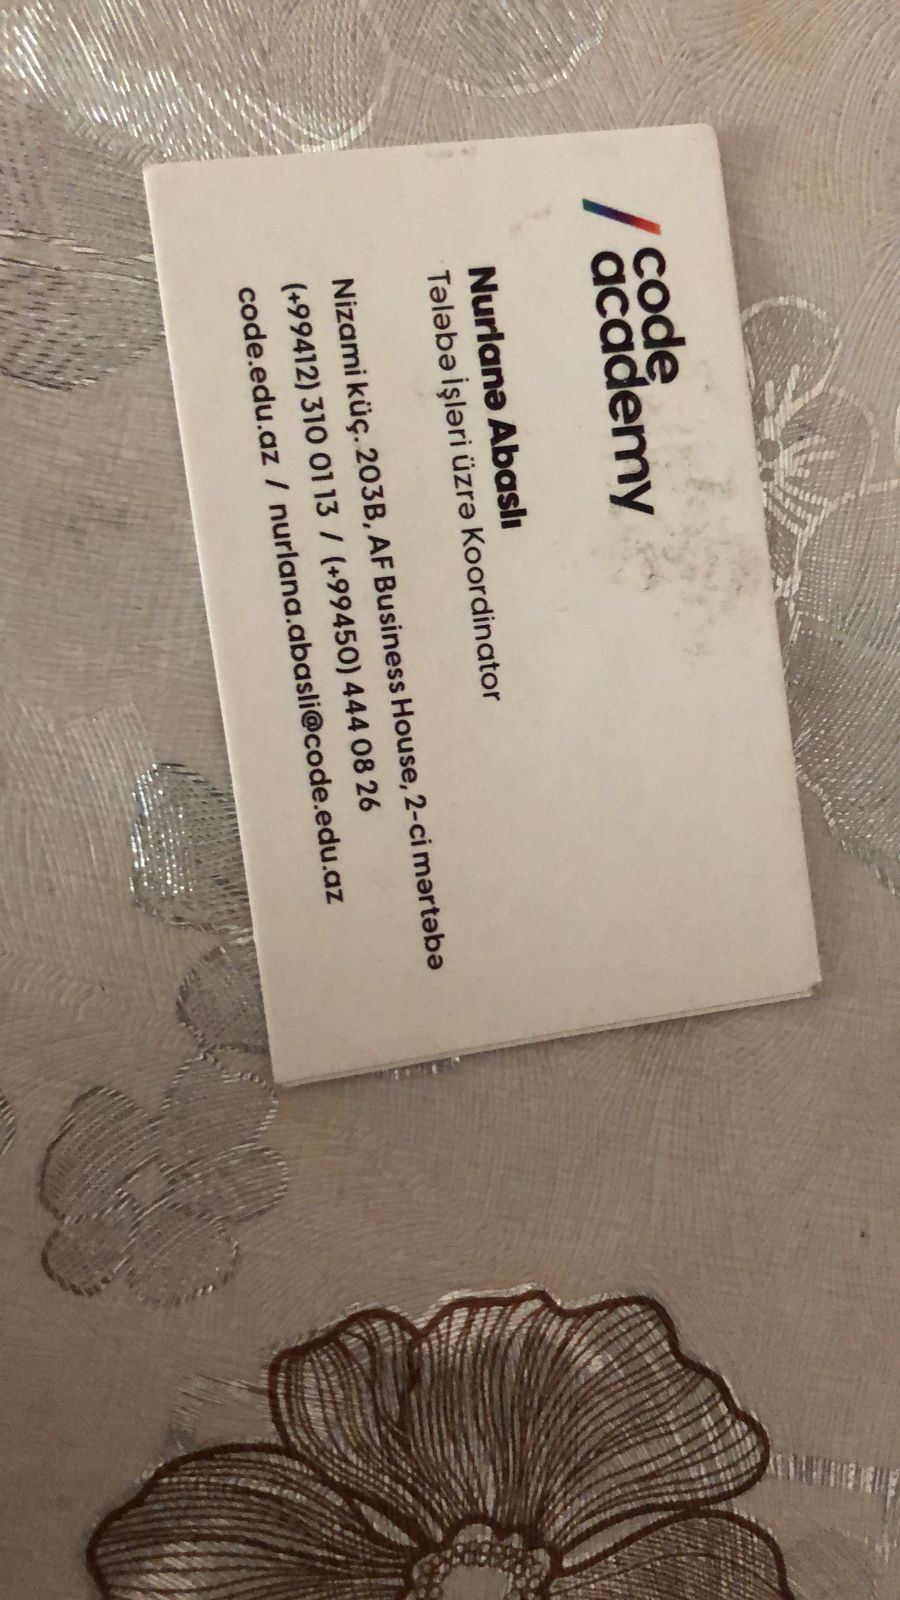 code
academy
Nurlanə Abaslı
Tələbə İşləri üzrə Koordinator
Nizami küç. 203B, AF Business House, 2-ci mərtəbə
(+99412) 310 01 13 / (+99450) 444 08 26
code.edu.az / nurlana.abasli@code.edu.az